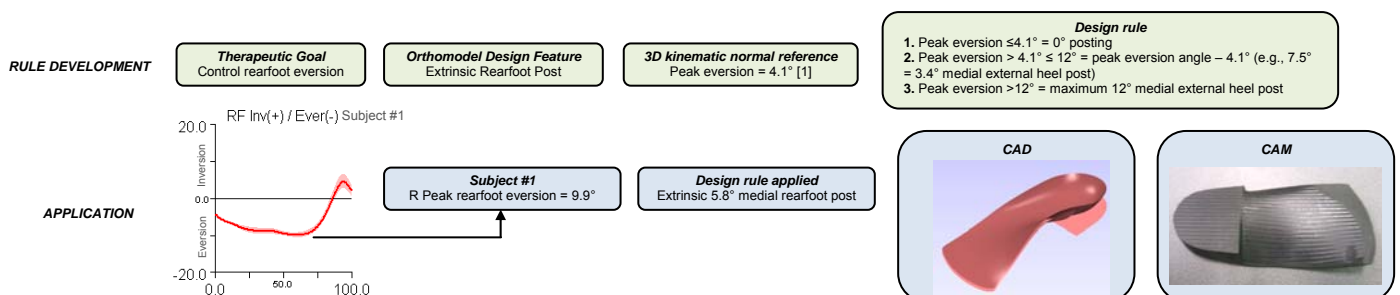 RULE DEVELOPMENT
Therapeutic Goal
Control rearfoot eversion
Orthomodel Design Feature
Extrinsic Rearfoot Post
3D kinematic normal reference
Peak eversion = 4.1° [1]
Design rule
1. Peak eversion ≤4.1° = 0° posting
2. Peak eversion > 4.1° ≤ 12° = peak eversion angle – 4.1° (e.g., 7.5°
= 3.4° medial external heel post)
3. Peak eversion >12° = maximum 12° medial external heel post
APPLICATION
RF Inv(+) / Ever(-) Subject #1
20.0
Inversion
0.0
Eversion
-20.0
0.0
50.0
100.0
Subject #1
R Peak rearfoot eversion = 9.9°
Design rule applied
Extrinsic 5.8° medial rearfoot post
CAD
CAM